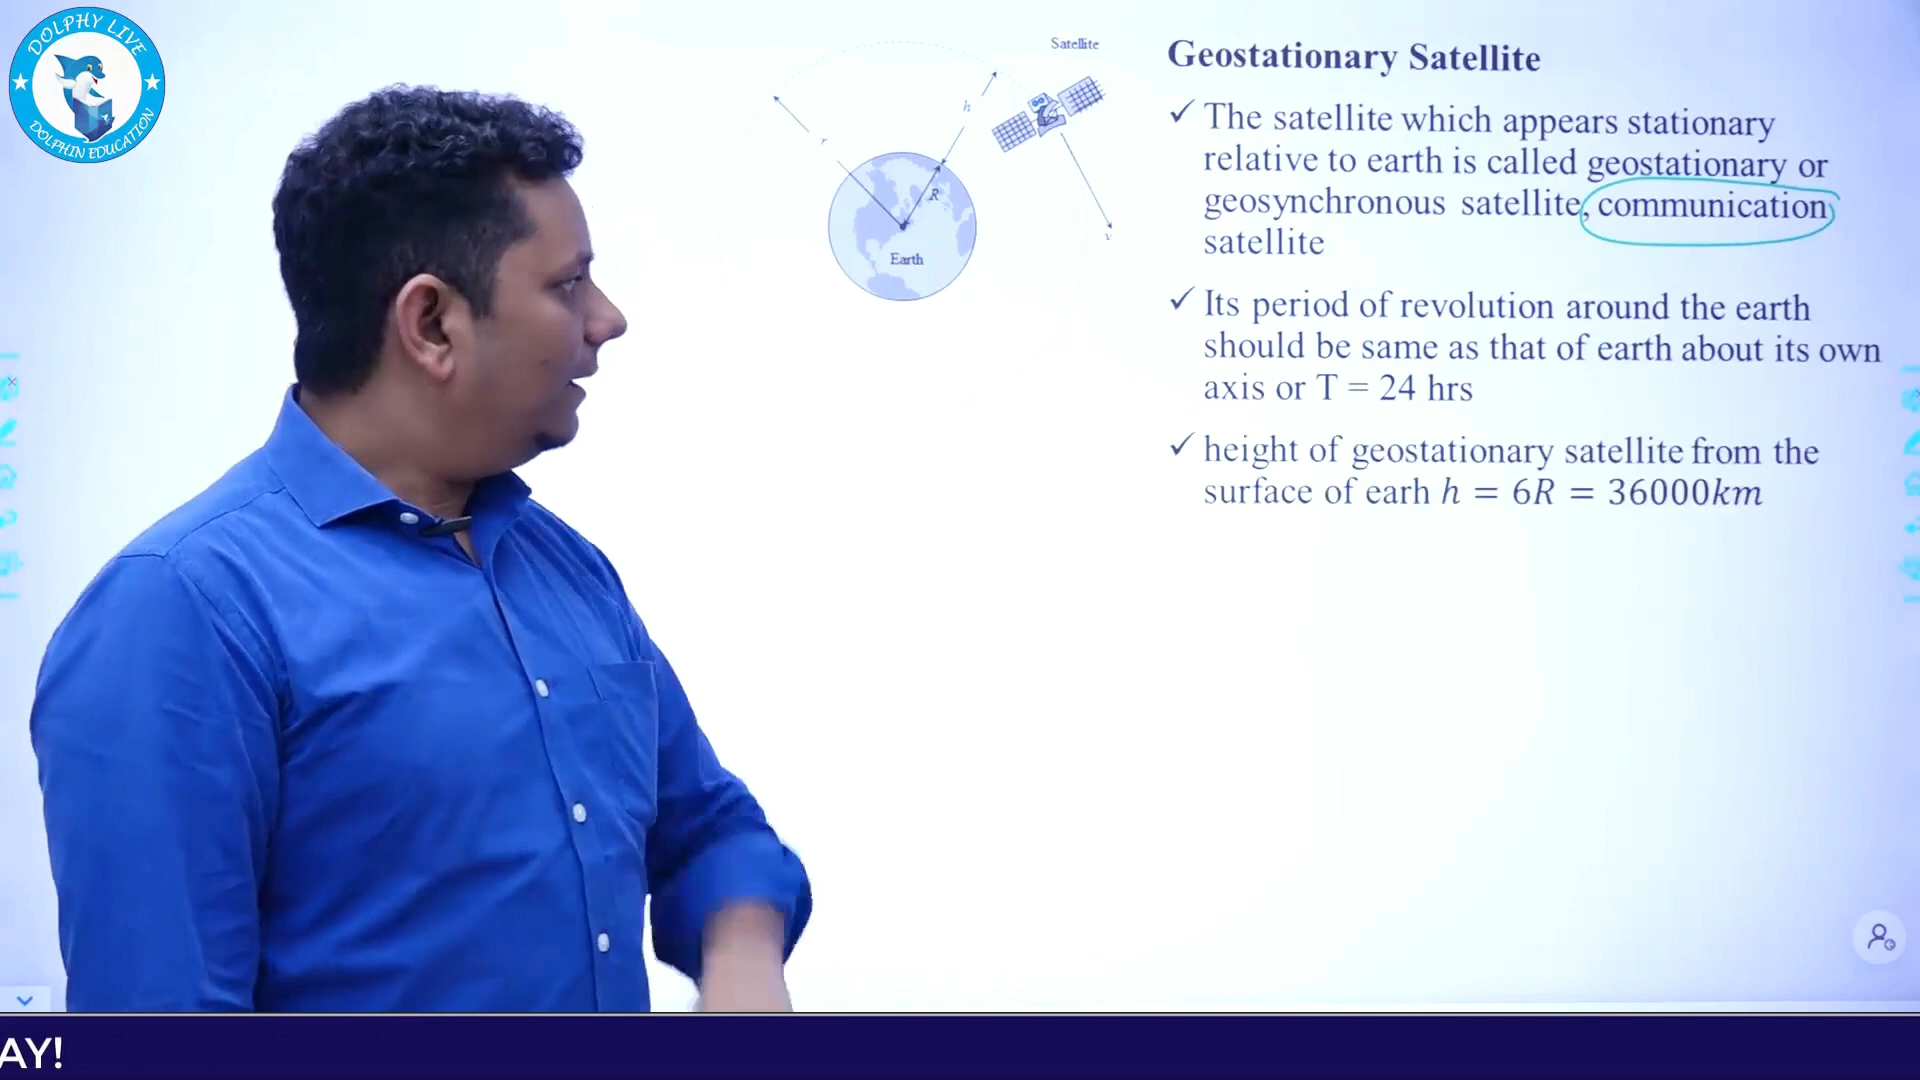 DOLPHY LIVE
DOLPHIN EDUCATION
Satellite
h
r
R
Earth
v
Geostationary Satellite
✓ The satellite which appears stationary
relative to earth is called geostationary or
geosynchronous satellite, communication
satellite
✓ Its period of revolution around the earth
should be same as that of earth about its own
axis or T = 24 hrs
✓ height of geostationary satellite from the
surface of earh h = 6R = 36000km
AY!